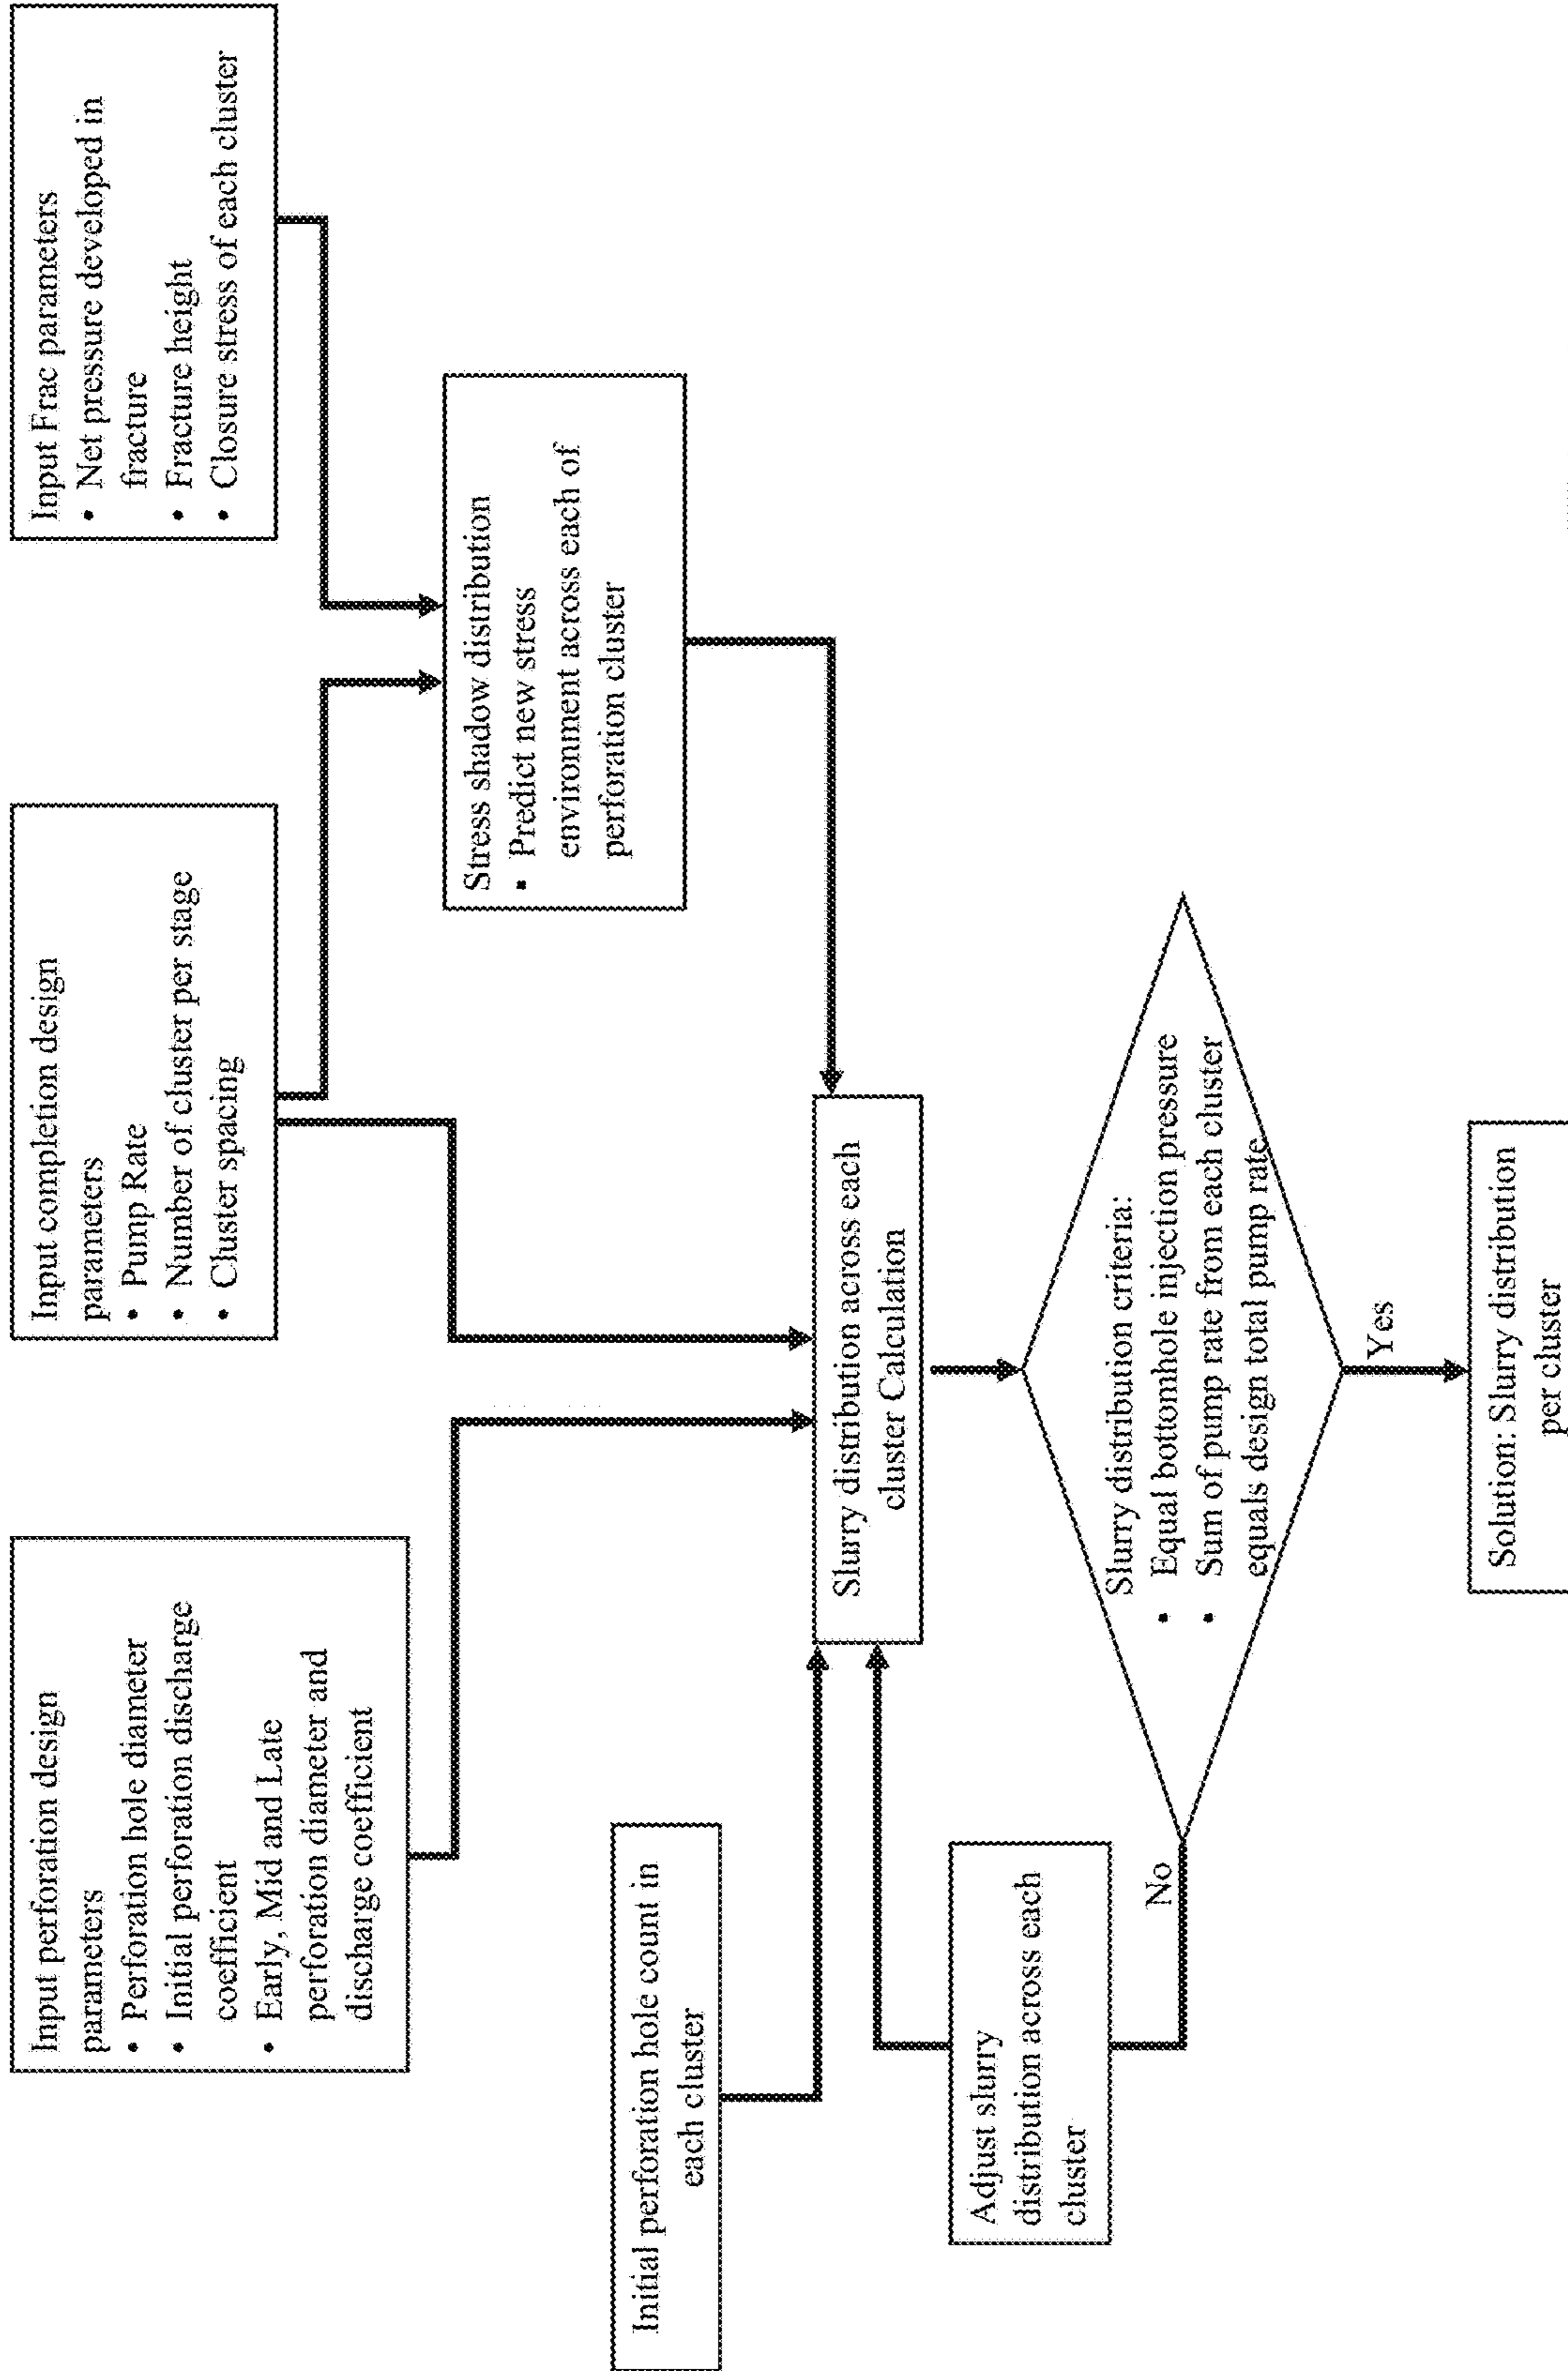 Input perforation design
parameters
• Perforation hole diameter
• Initial perforation discharge
coefficient
• Early, Mid and Late
perforation diameter and
discharge coefficient
Input completion design
parameters
• Pump Rate
• Number of cluster per stage
• Cluster spacing
Input Frac parameters
• Net pressure developed in
fracture
• Fracture height
• Closure stress of each cluster
Stress shadow distribution
• Predict new stress
environment across each of
perforation cluster
Initial perforation hole count in
each cluster
Slurry distribution across each
cluster Calculation
Adjust slurry
distribution across each
cluster
No
Slurry distribution criteria:
• Equal bottomhole injection pressure
• Sum of pump rate from each cluster
equals design total pump rate
Yes
Solution: Slurry distribution
per cluster